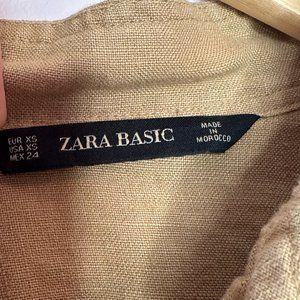 EUR XS
USA XS
MEX 24
ZARA BASIC
MADE
IN
MOROCCO